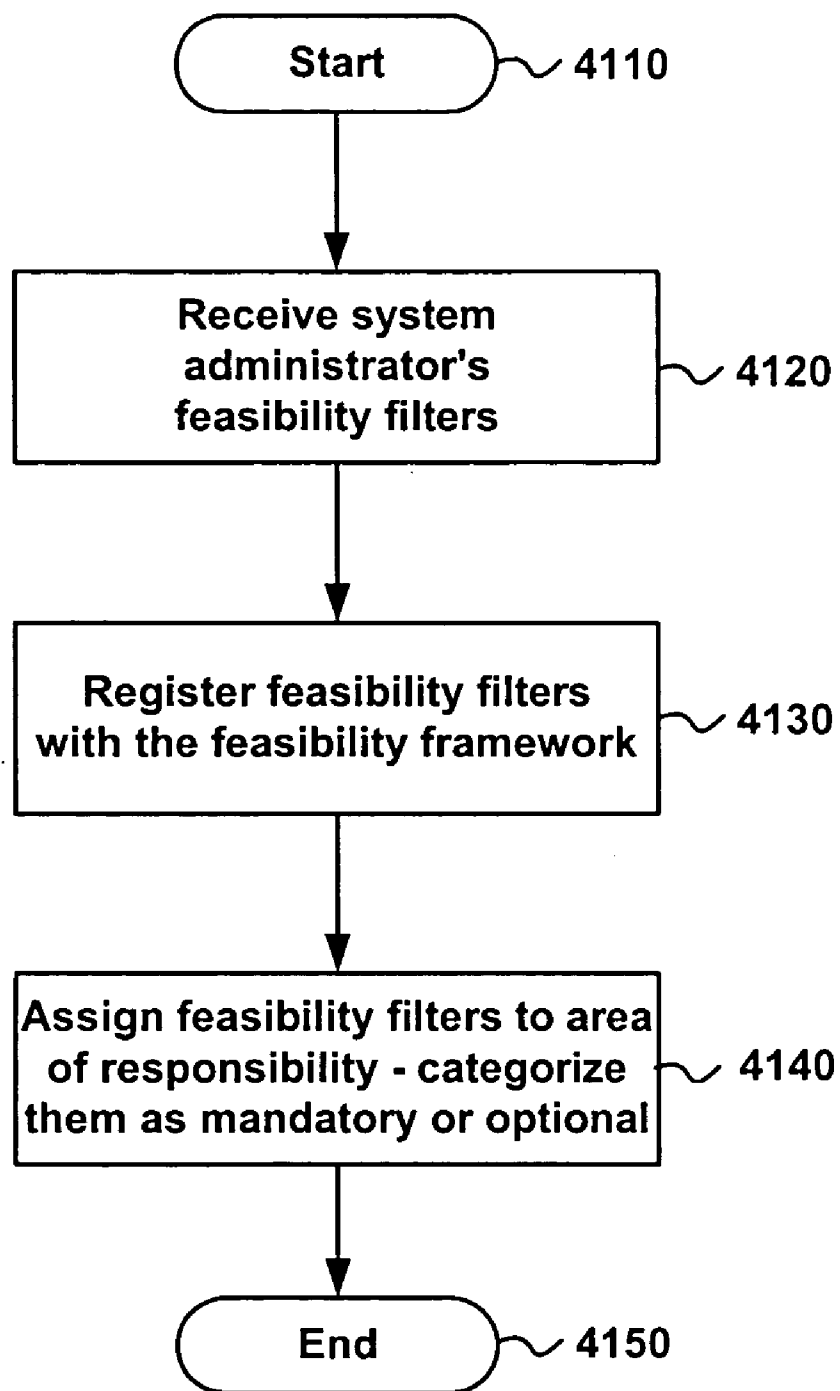 Start
4110
Receive system
administrator's
feasibility filters
4120
Register feasibility filters
with the feasibility framework
4130
Assign feasibility filters to area
of responsibility - categorize
them as mandatory or optional
4140
End
4150